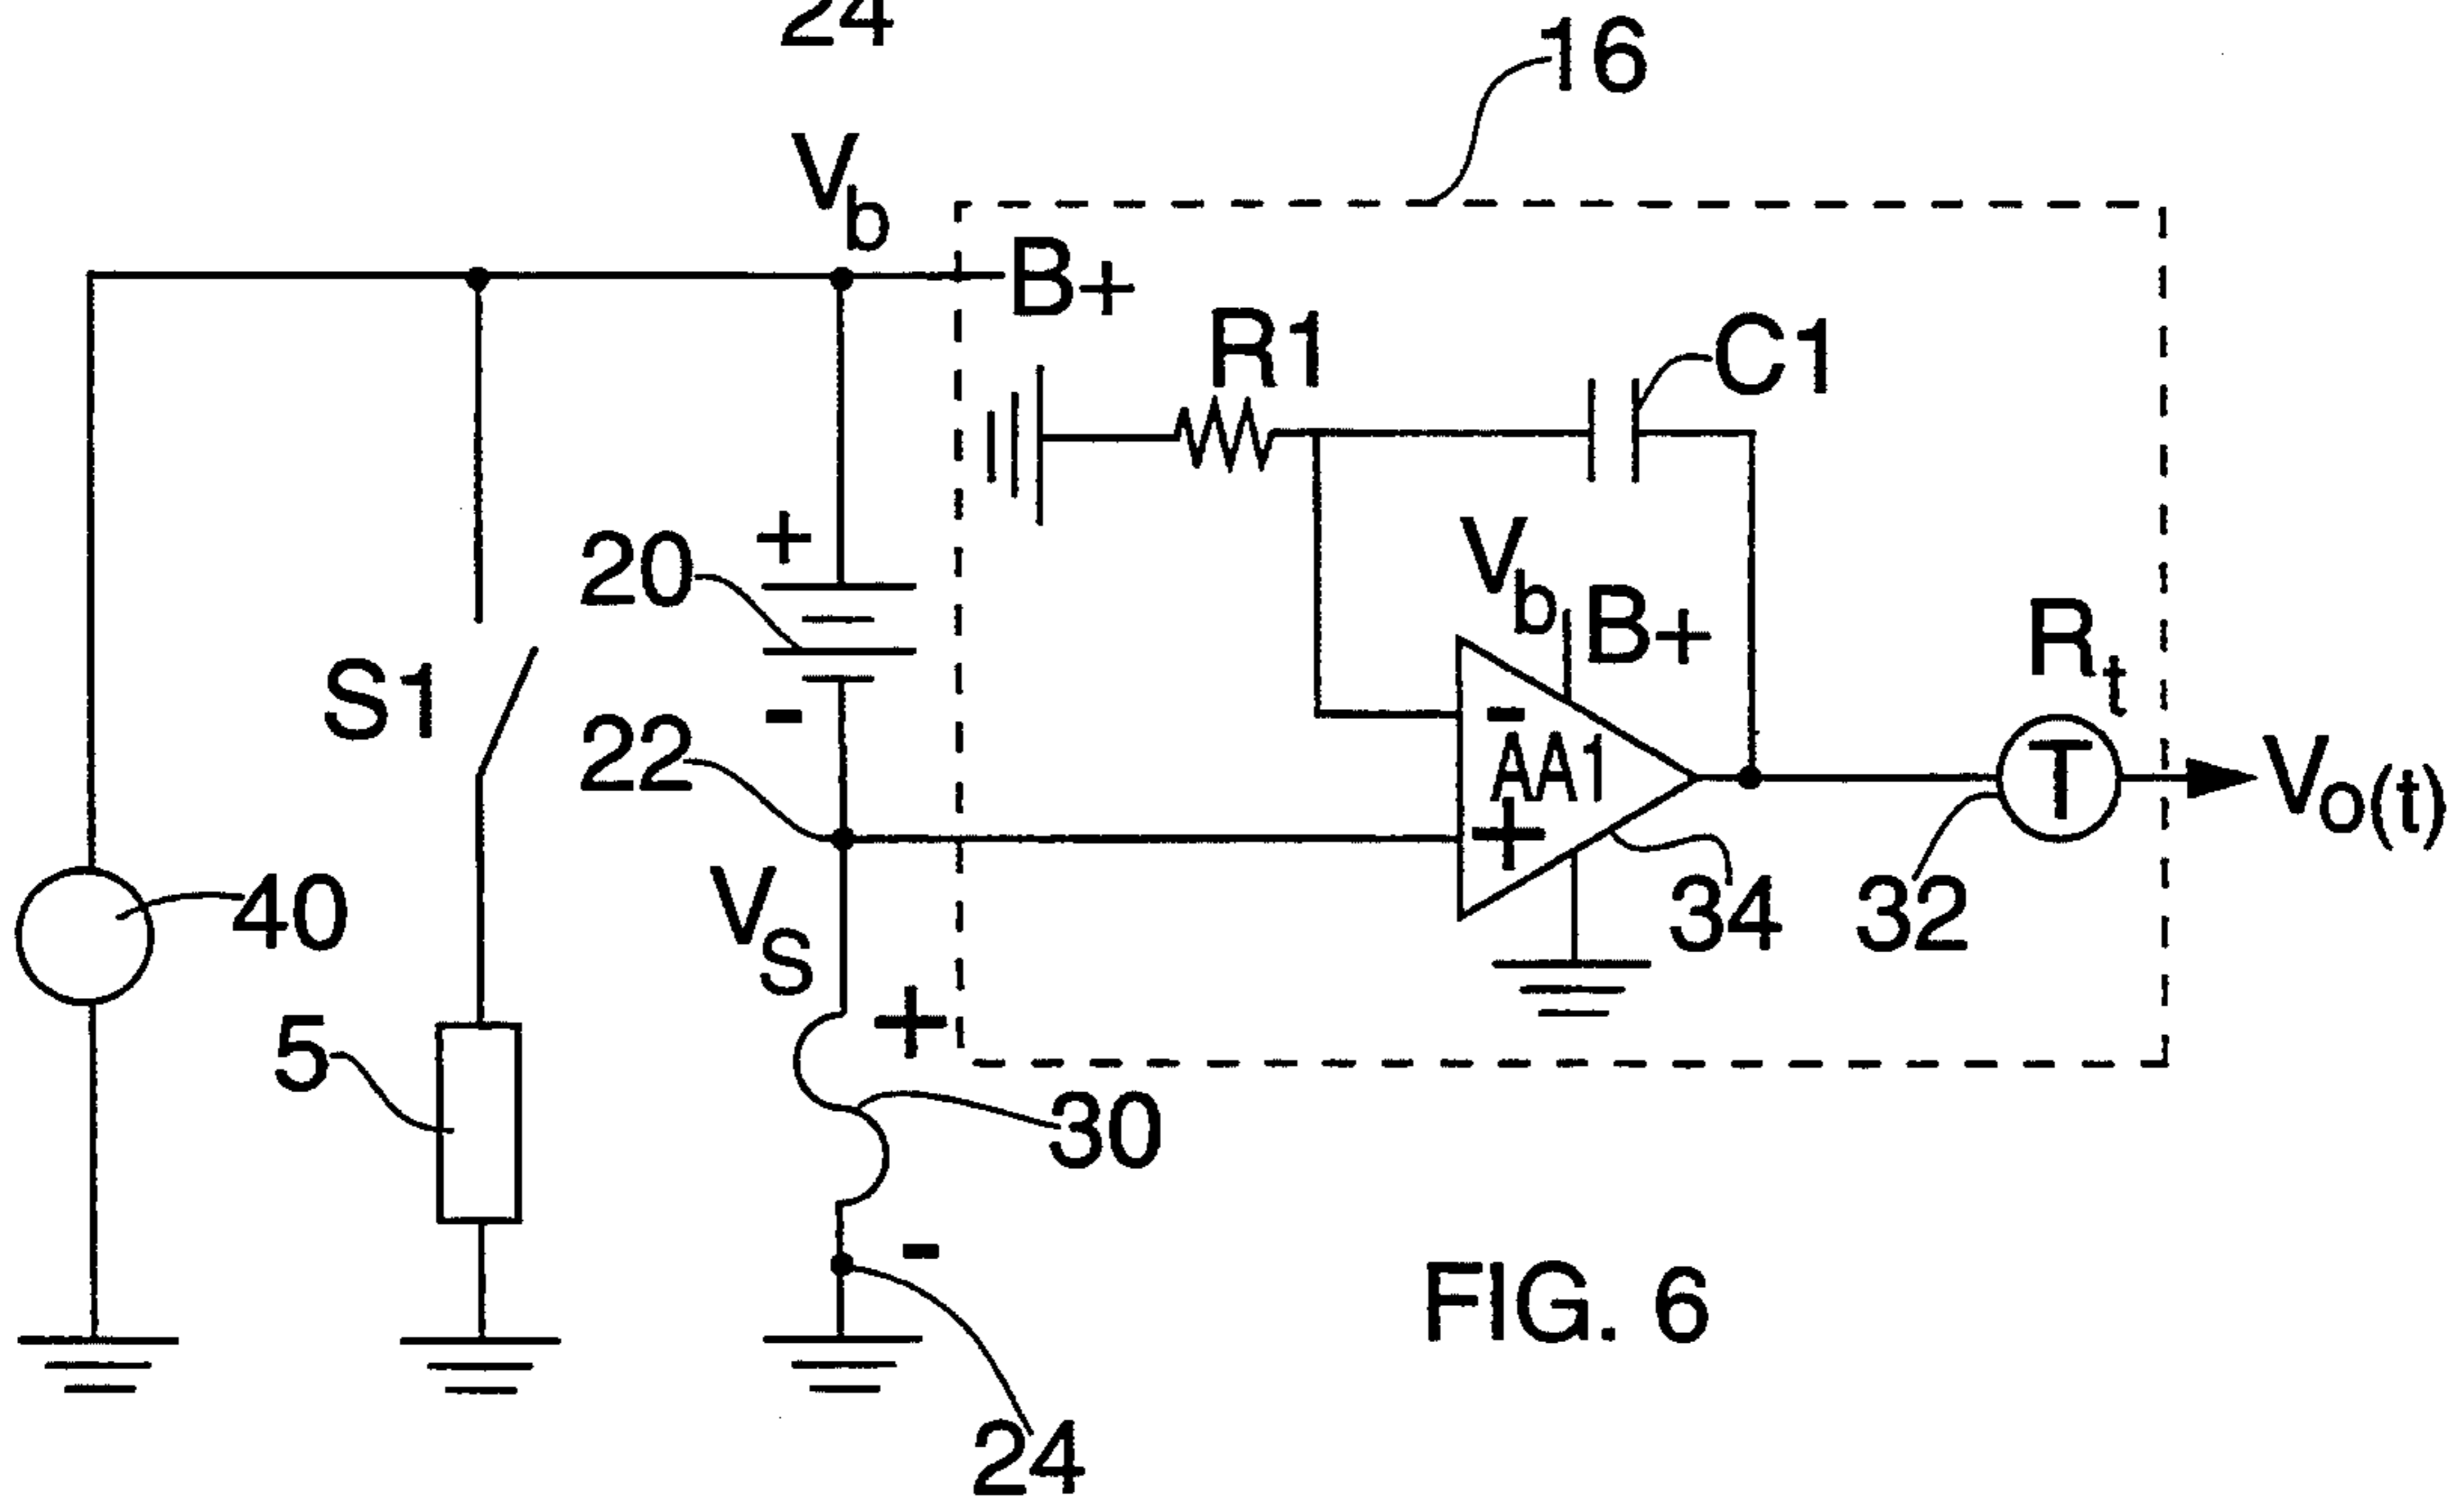 24
16
Vb
B+
R1
C1
+
20
Vb
B+
Rt
S1
-
22
-
AA1
+
T
VO(t)
VS
40
34
32
+
5
30
-
FIG. 6
24